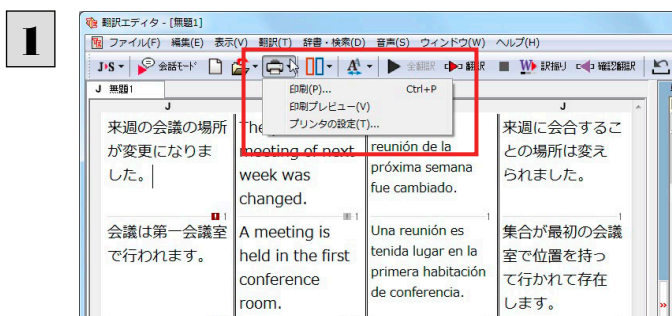 1
翻訳エディタ - [無題1]
ファイル(F) 編集(E) 表示(V) 翻訳(T) 辞書・検索(D) 音声(S) ウィンドウ(W) ヘルプ(H)
J›S 会話モード 全翻訳 翻訳 訳振り 確認翻訳
J 無題1
印刷(P)... Ctrl+P
印刷プレビュー(V)
プリンタの設定(T)...
J
J
来週の会議の場所
が変更になりま
した。
meeting of next
week was
changed.
reunión de la
próxima semana
fue cambiado.
来週に会合するこ
との場所は変え
られました。
1
1
1
1
会議は第一会議室
で行われます。
A meeting is
held in the first
conference
room.
Una reunión es
tenida lugar en la
primera habitación
de conferencia.
集合が最初の会議
室で位置を持っ
て行かれて存在
します。